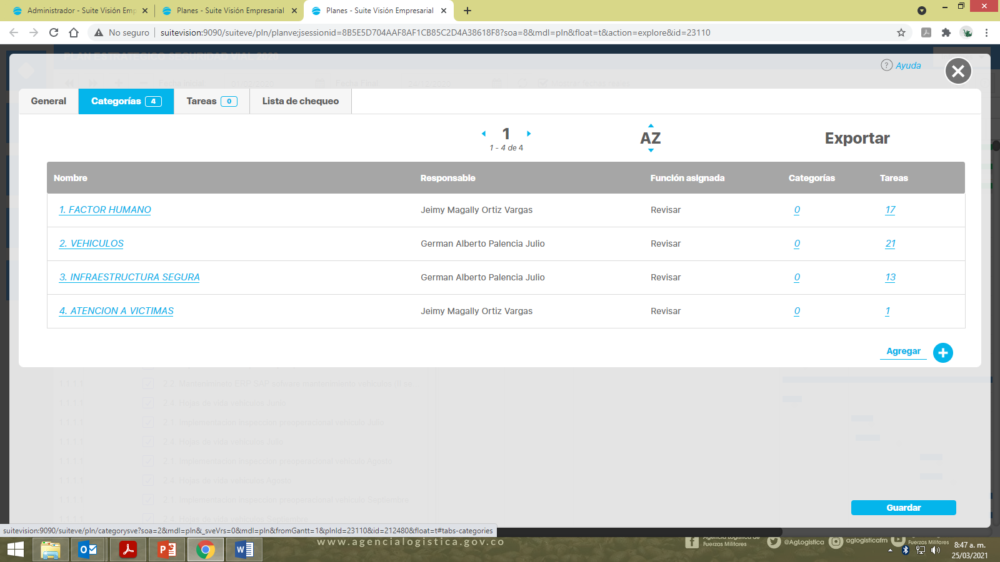 Administrador - Suite Visión Emp
Planes - Suite Visión Empresarial
Planes - Suite Visión Empresarial
No seguro
suitevision:9090/suiteve/pln/planve;jsessionid=8B5E5D704AAF8AF1CB85C2D4A38618F8?soa=8&mdl=pln&float=t&action=explore&id=23110
PLAN ESTRATEGICO SEGURIDAD VIAL 2020
? Ayuda
Fecha Inicial
Fecha Final
General
Categorías 4
Tareas 0
Lista de chequeo
1
1 - 4 de 4
AZ
Exportar
Nombre Responsable Función asignada Categorías Tareas
1. FACTOR HUMANO Jeimy Magally Ortiz Vargas Revisar 0 17
2. VEHICULOS German Alberto Palencia Julio Revisar 0 21
3. INFRAESTRUCTURA SEGURA German Alberto Palencia Julio Revisar 0 13
4. ATENCION A VICTIMAS Jeimy Magally Ortiz Vargas Revisar 0 1
Agregar
1.1.1.1 2.2. Mantenimineto ERP SAP sofware mantenimiento vehiculos
1.1.1.1 2.4. Hojas de vida vehiculos Junio
1.1.1.1 2.1. Implementacion inspeccion preoperacional vehiculo Julio
1.1.1.1 2.4. Hojas de vida vehiculos Julio
1.1.1.1 2.1. Implementacion inspeccion preoperacional vehiculo Agosto
1.1.1.1 2.4. Hojas de vida vehiculos Agosto
1.1.1.1 2.1. Implementacion inspeccion preoperacional vehiculo Septiembre
1.1.1.1 2.4. Hojas de vida vehiculos Septiembre
Guardar
suitevision:9090/suiteve/pln/categorysve?soa=2&mdl=pln&_sveVrs=0&mdl=pln&fromGantt=1&plnId=23110&id=212480&float=t#tabs-categories
www.agencialogistica.gov.co
Agencia Logística de
Fuerzas Militares
@AgLogistica
aglogisticafm
Fuerzas Militares
8:47 a. m.
25/03/2021